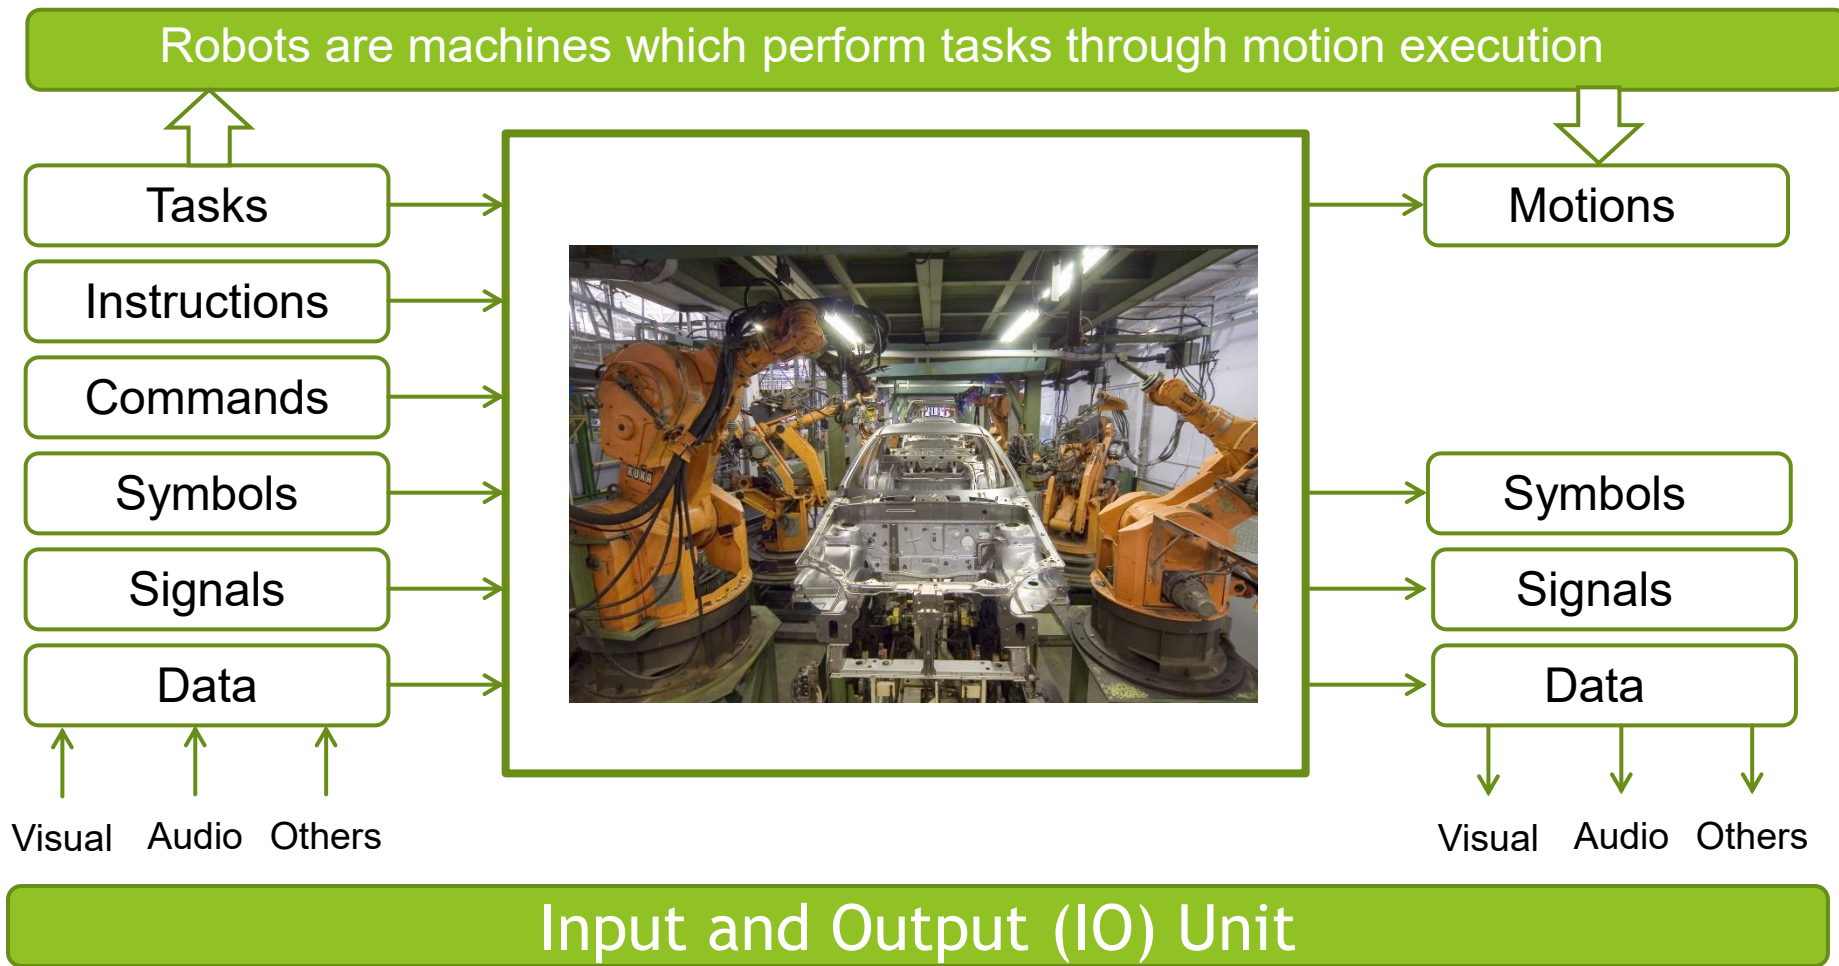 Robots are machines which perform tasks through motion execution
Tasks
Instructions
Commands
Symbols
Signals
Data
Visual Audio Others
KUKA
Motions
Symbols
Signals
Data
Visual Audio Others
Input and Output (IO) Unit